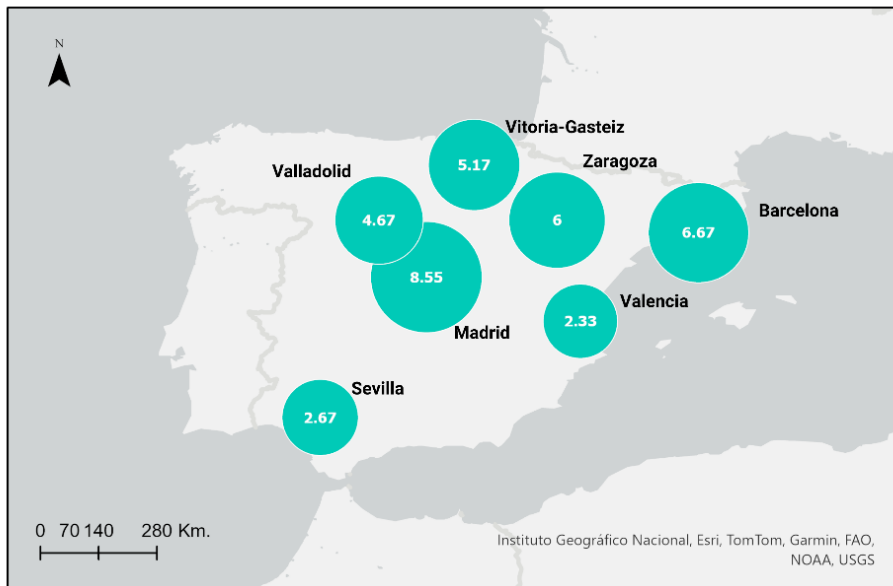 N
Vitoria-Gasteiz
5.17
Zaragoza
Valladolid
4.67
6
Barcelona
6.67
8.55
Madrid
Valencia
2.33
Sevilla
2.67
0 70 140 280 Km.
Instituto Geográfico Nacional, Esri, TomTom, Garmin, FAO,
NOAA, USGS